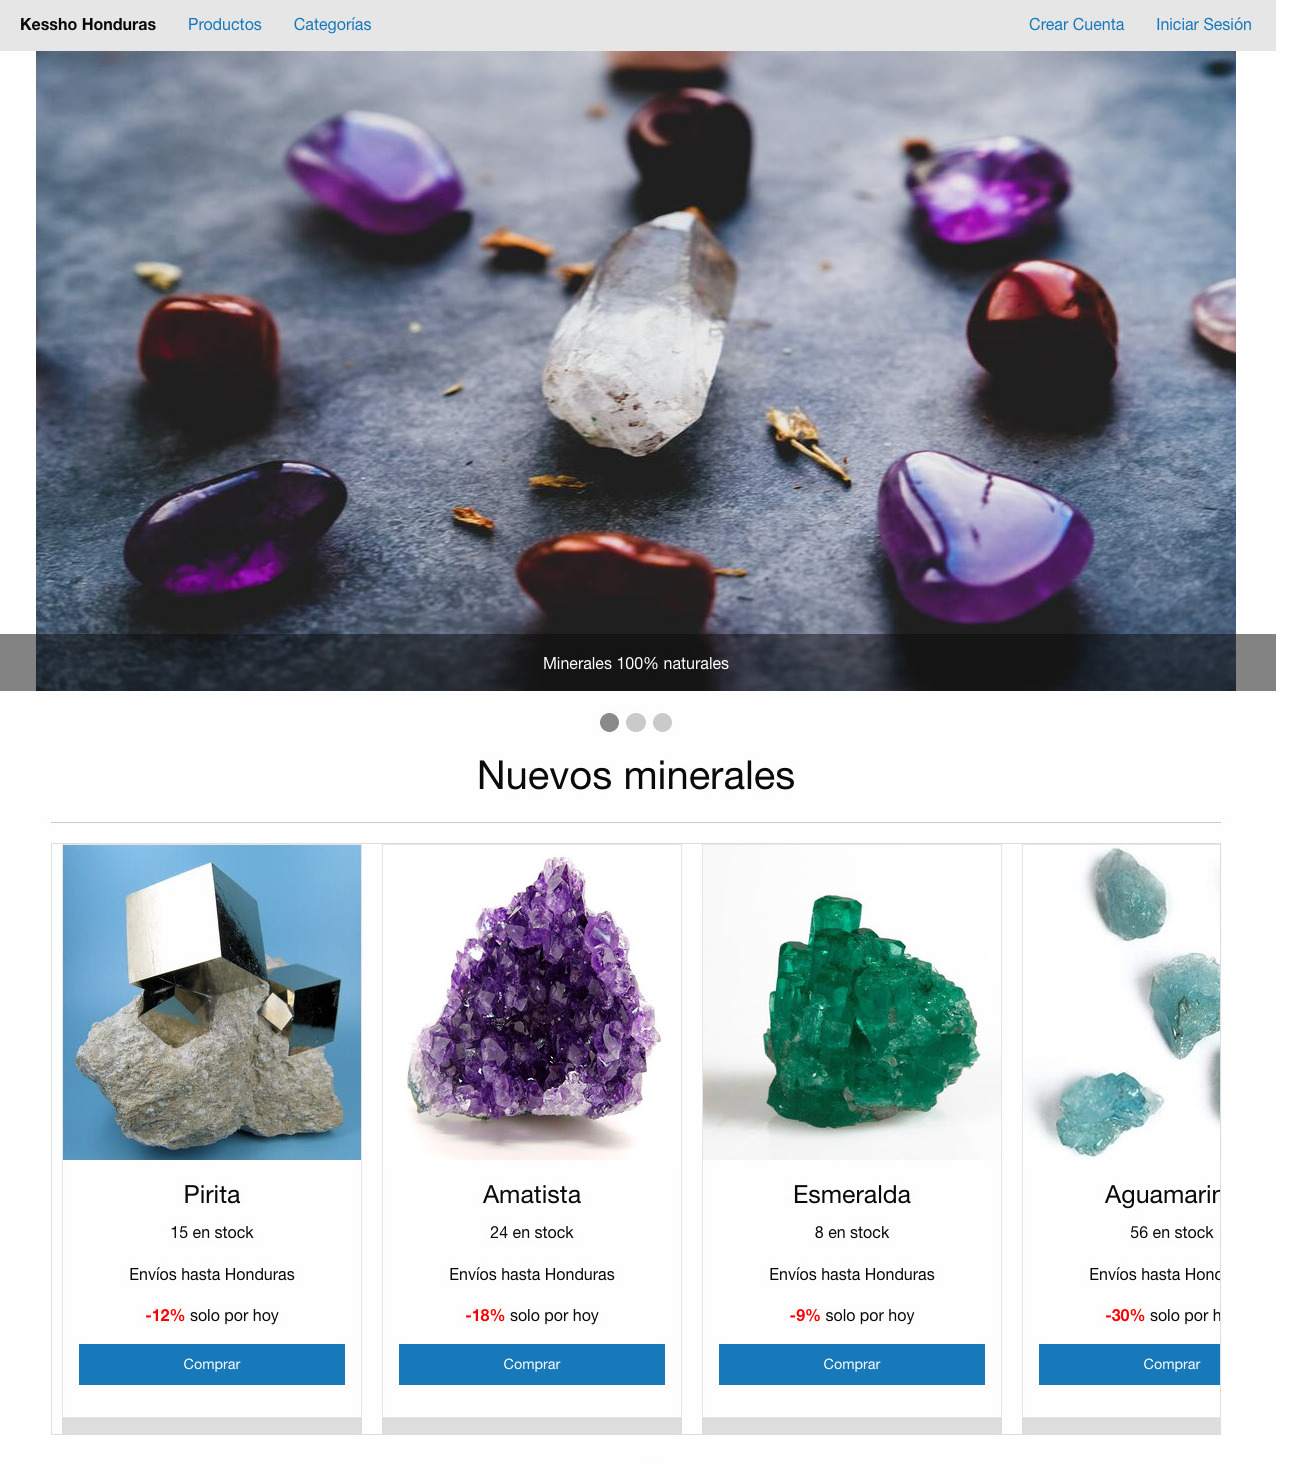 Kessho Honduras Productos Categorías Crear Cuenta Iniciar Sesión
Minerales 100% naturales
Nuevos minerales
Pirita
15 en stock
Envíos hasta Honduras
-12% solo por hoy
Comprar
Amatista
24 en stock
Envíos hasta Honduras
-18% solo por hoy
Comprar
Esmeralda
8 en stock
Envíos hasta Honduras
-9% solo por hoy
Comprar
Aguamarin
56 en stock
Envíos hasta Hond
-30% solo por h
Comprar